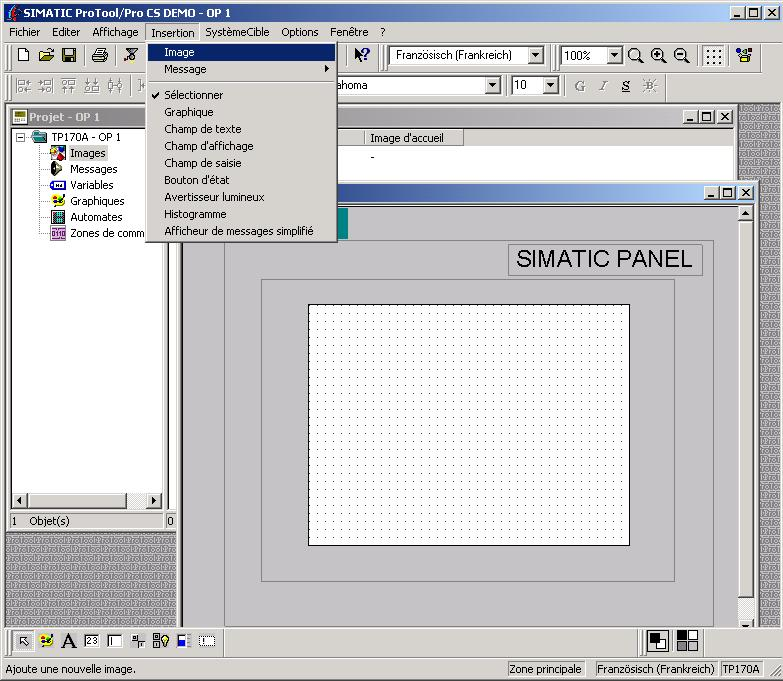 SIMATIC ProTool/Pro CS DEMO - OP 1
Fichier Editer Affichage Insertion SystèmeCible Options Fenêtre ?
Französisch (Frankreich) 100%
ahoma 10 G I S B
Image
Message
Sélectionner
Graphique
Champ de texte
Champ d'affichage
Champ de saisie
Bouton d'état
Avertisseur lumineux
Histogramme
Afficheur de messages simplifié
Projet - OP 1
TP170A - OP 1
Images
Messages
Variables
Graphiques
Automates
Zones de comm
Image d'accueil
-
SIMATIC PANEL
1 Objet(s) 0
A 23
Ajoute une nouvelle image. Zone principale Französisch (Frankreich) TP170A